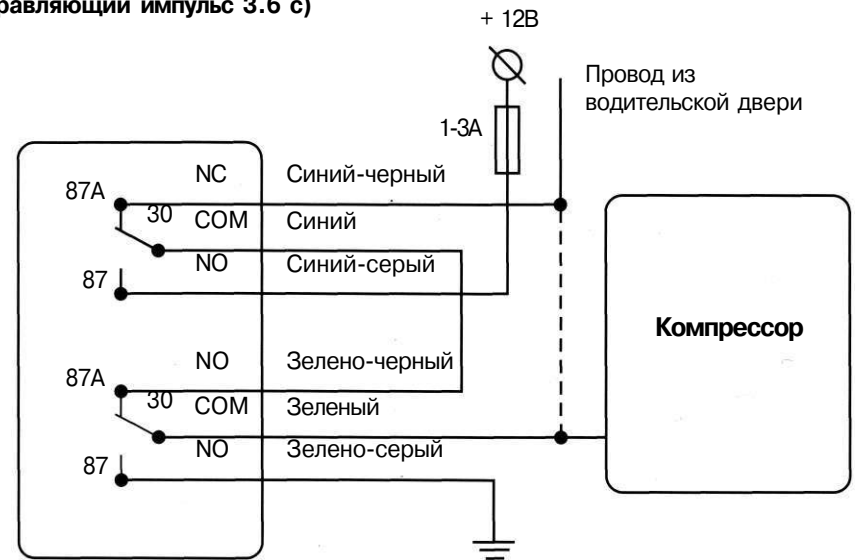 равляющий импульс 3.6 с)
+ 12В
Провод из
водительской двери
1-3А
NC
Синий-черный
87А
30
COM
Синий
NO
Синий-серый
87
Компрессор
NO
Зелено-черный
87А
30
COM
Зеленый
NO
Зелено-серый
87